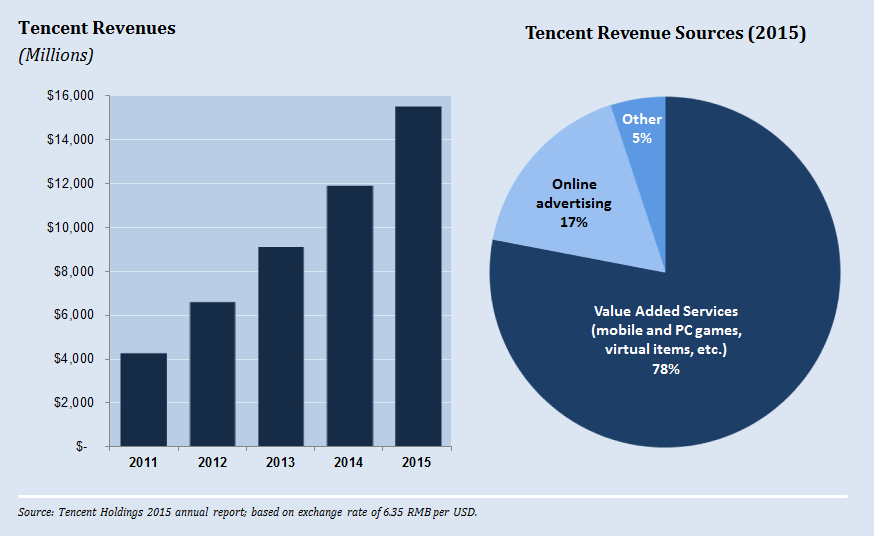 Tencent Revenues
(Millions)
Tencent Revenue Sources (2015)
$16,000
$14,000
$12,000
$10,000
$8,000
$6,000
$4,000
$2,000
$-
2011
2012
2013
2014
2015
Other
5%
Online
advertising
17%
Value Added Services
(mobile and PC games,
virtual items, etc.)
78%
Source: Tencent Holdings 2015 annual report; based on exchange rate of 6.35 RMB per USD.